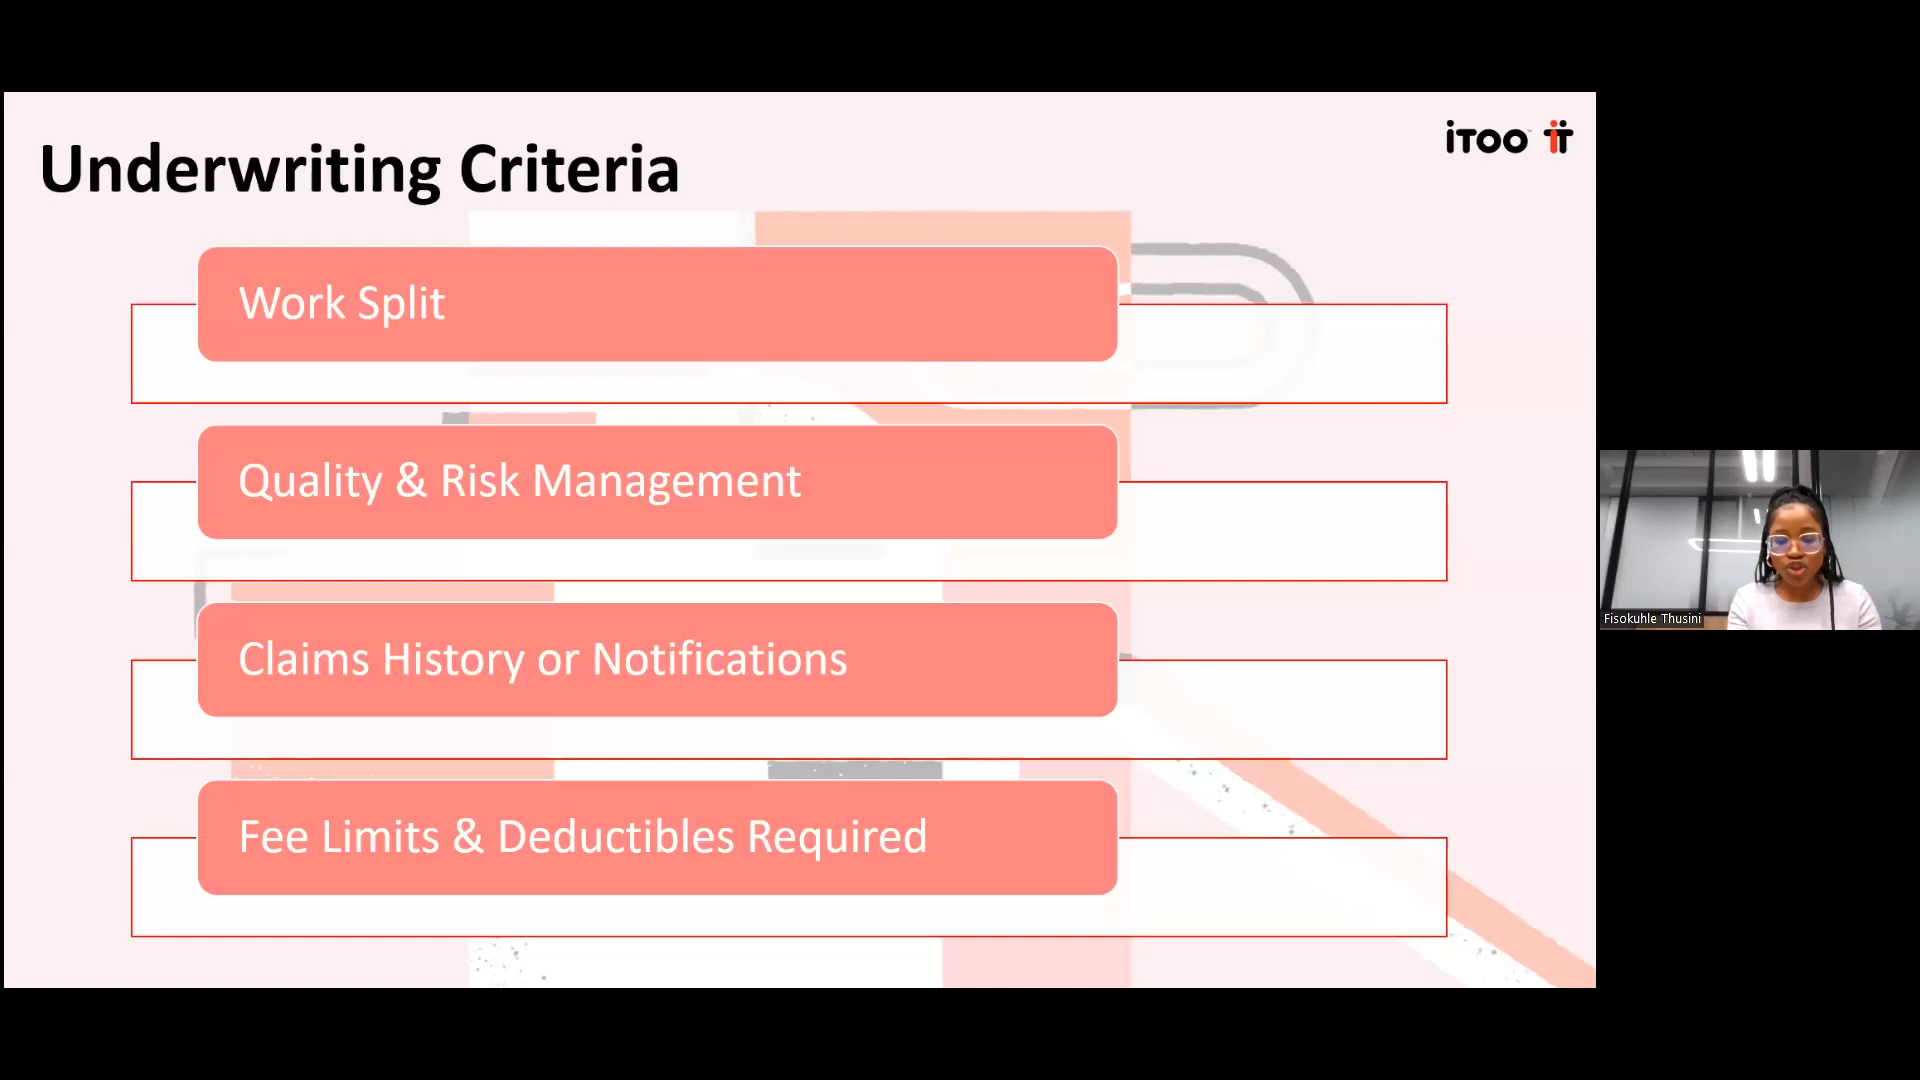 Underwriting Criteria
iTOO
Work Split
Quality & Risk Management
Claims History or Notifications
Fee Limits & Deductibles Required
Fisokuhle Thusini